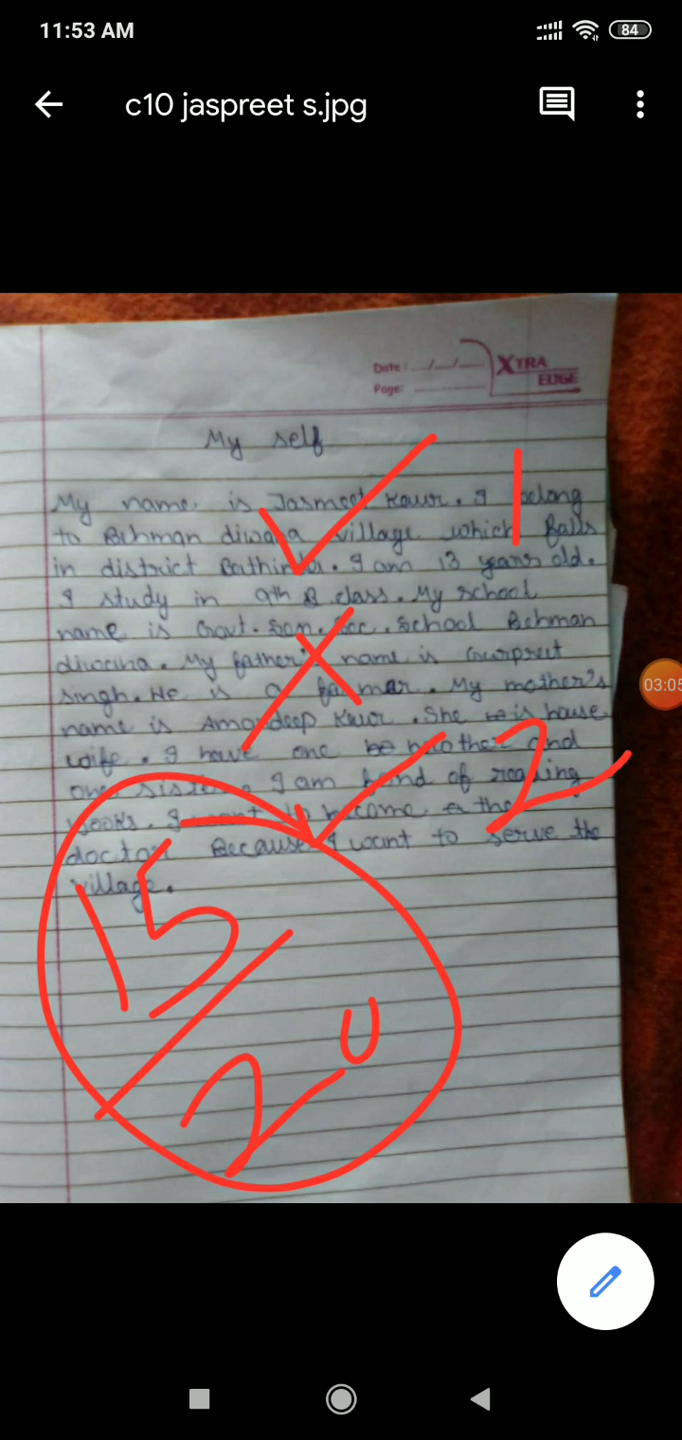 11:53 AM
84
c10 jaspreet s.jpg
Date: ../../....
Page:
XTRA EDGE
My self
My name is Jasmeet Kaur. I belong
to Behman diwana village which falls
in district Bathinda. I am 13 years old.
I study in 9th B class. My school
name is Govt. Sen. Sec. School Behman
diwana. My father's name is Gurpreet
singh. He is a farmar. My mother's
name is Amandeep Kaur. She is house
wife. I have one brother and
one sister. I am of reading
books. I want to become the
doctor Because I want to serve the
village.
1
2
15/20
03:05